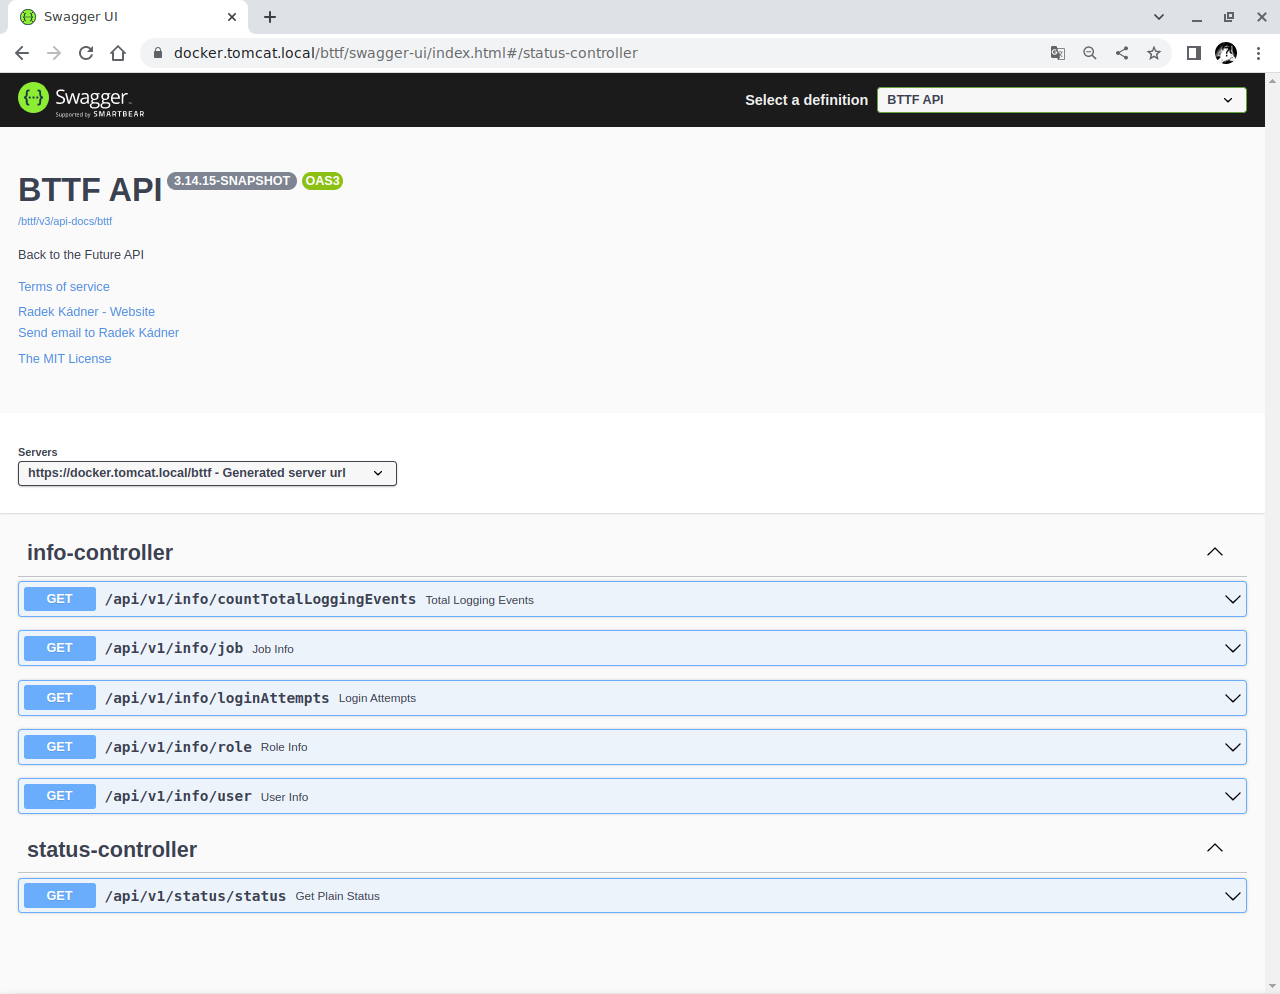 Swagger UI
docker.tomcat.local/bttf/swagger-ui/index.html#/status-controller
Swagger
Supported by SMARTBEAR
Select a definition
BTTF API
BTTF API 3.14.15-SNAPSHOT OAS3
/bttf/v3/api-docs/bttf
Back to the Future API
Terms of service
Radek Kádner - Website
Send email to Radek Kádner
The MIT License
Servers
https://docker.tomcat.local/bttf - Generated server url
info-controller
GET /api/v1/info/countTotalLoggingEvents Total Logging Events
GET /api/v1/info/job Job Info
GET /api/v1/info/loginAttempts Login Attempts
GET /api/v1/info/role Role Info
GET /api/v1/info/user User Info
status-controller
GET /api/v1/status/status Get Plain Status